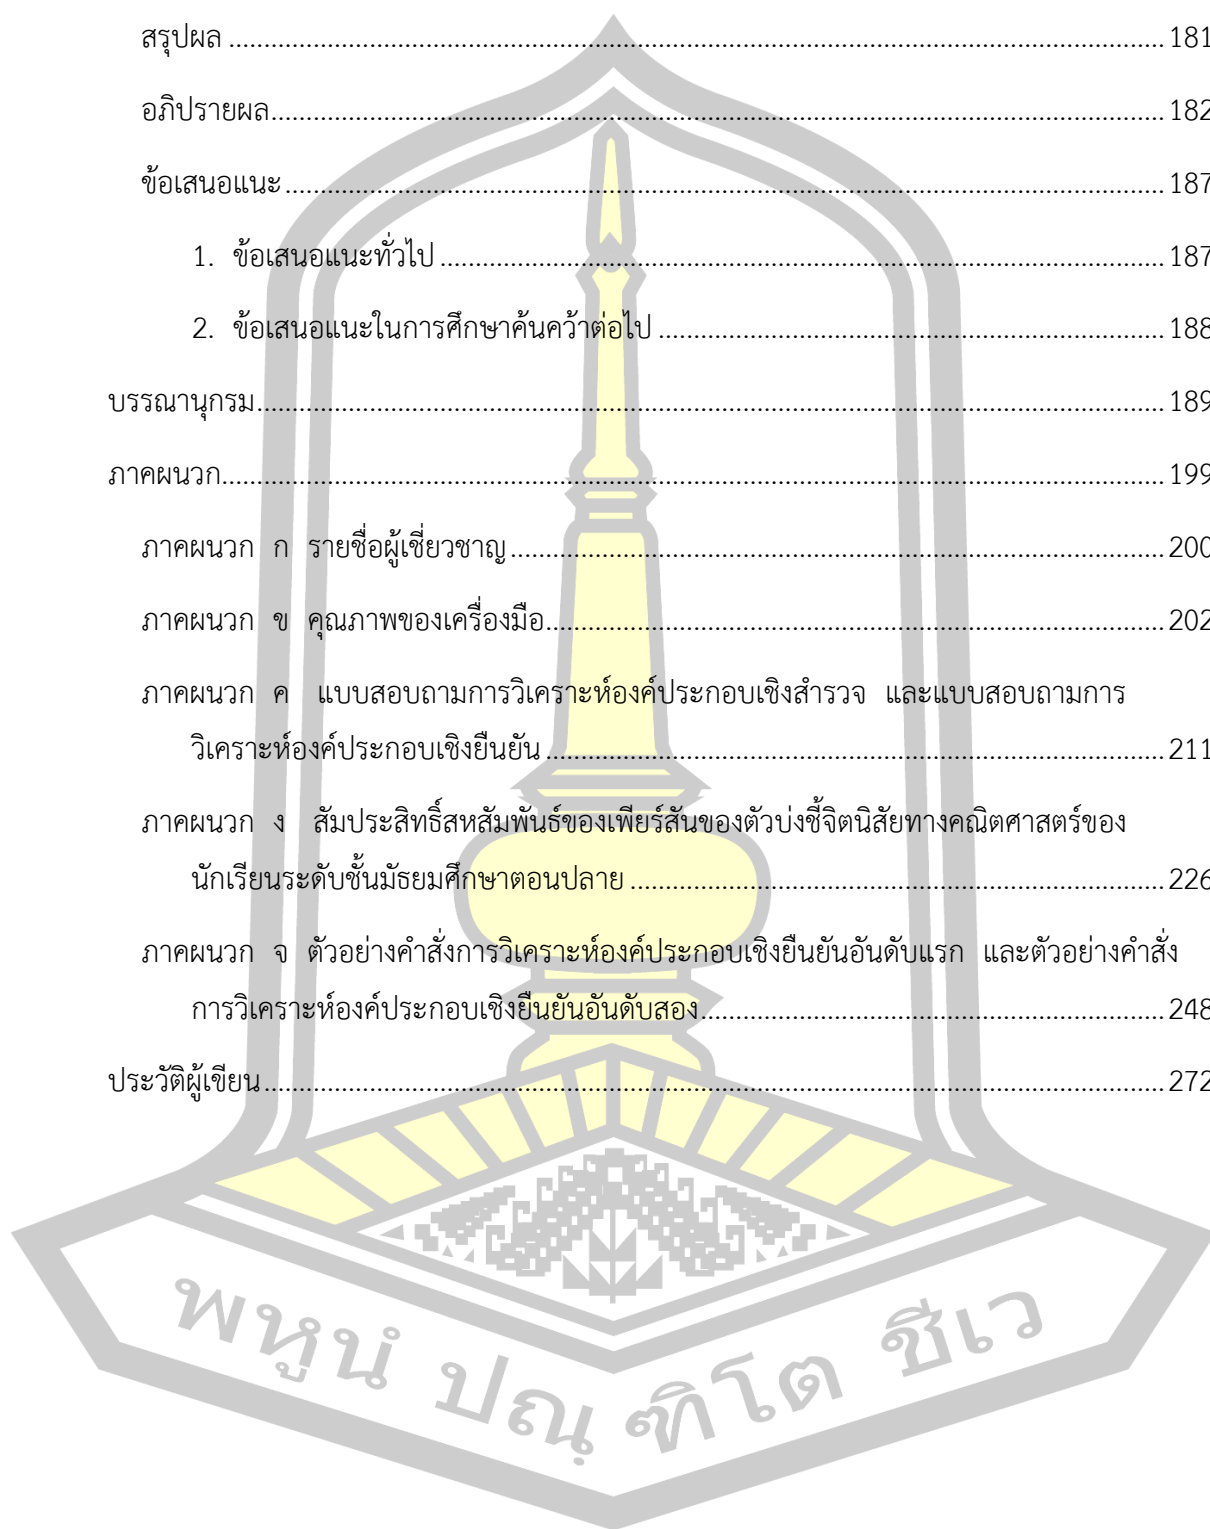 สรุปผล ........ 181
อภิปรายผล ........ 182
ข้อเสนอแนะ ........ 187
1. ข้อเสนอแนะทั่วไป ........ 187
2. ข้อเสนอแนะในการศึกษาค้นคว้าต่อไป ........ 188
บรรณานุกรม ........ 189
ภาคผนวก ........ 199
ภาคผนวก ก รายชื่อผู้เชี่ยวชาญ ........ 200
ภาคผนวก ข คุณภาพของเครื่องมือ ........ 202
ภาคผนวก ค แบบสอบถามการวิเคราะห์องค์ประกอบเชิงสำรวจ และแบบสอบถามการ
วิเคราะห์องค์ประกอบเชิงยืนยัน ........ 211
ภาคผนวก ง สัมประสิทธิ์สหสัมพันธ์ของเพียร์สันของตัวบ่งชี้จิตนิสัยทางคณิตศาสตร์ของ
นักเรียนระดับชั้นมัธยมศึกษาตอนปลาย ........ 226
ภาคผนวก จ ตัวอย่างคำสั่งการวิเคราะห์องค์ประกอบเชิงยืนยันอันดับแรก และตัวอย่างคำสั่ง
การวิเคราะห์องค์ประกอบเชิงยืนยันอันดับสอง ........ 248
ประวัติผู้เขียน ........ 272
พหูนํ ปณฺฑิโต ชีเว